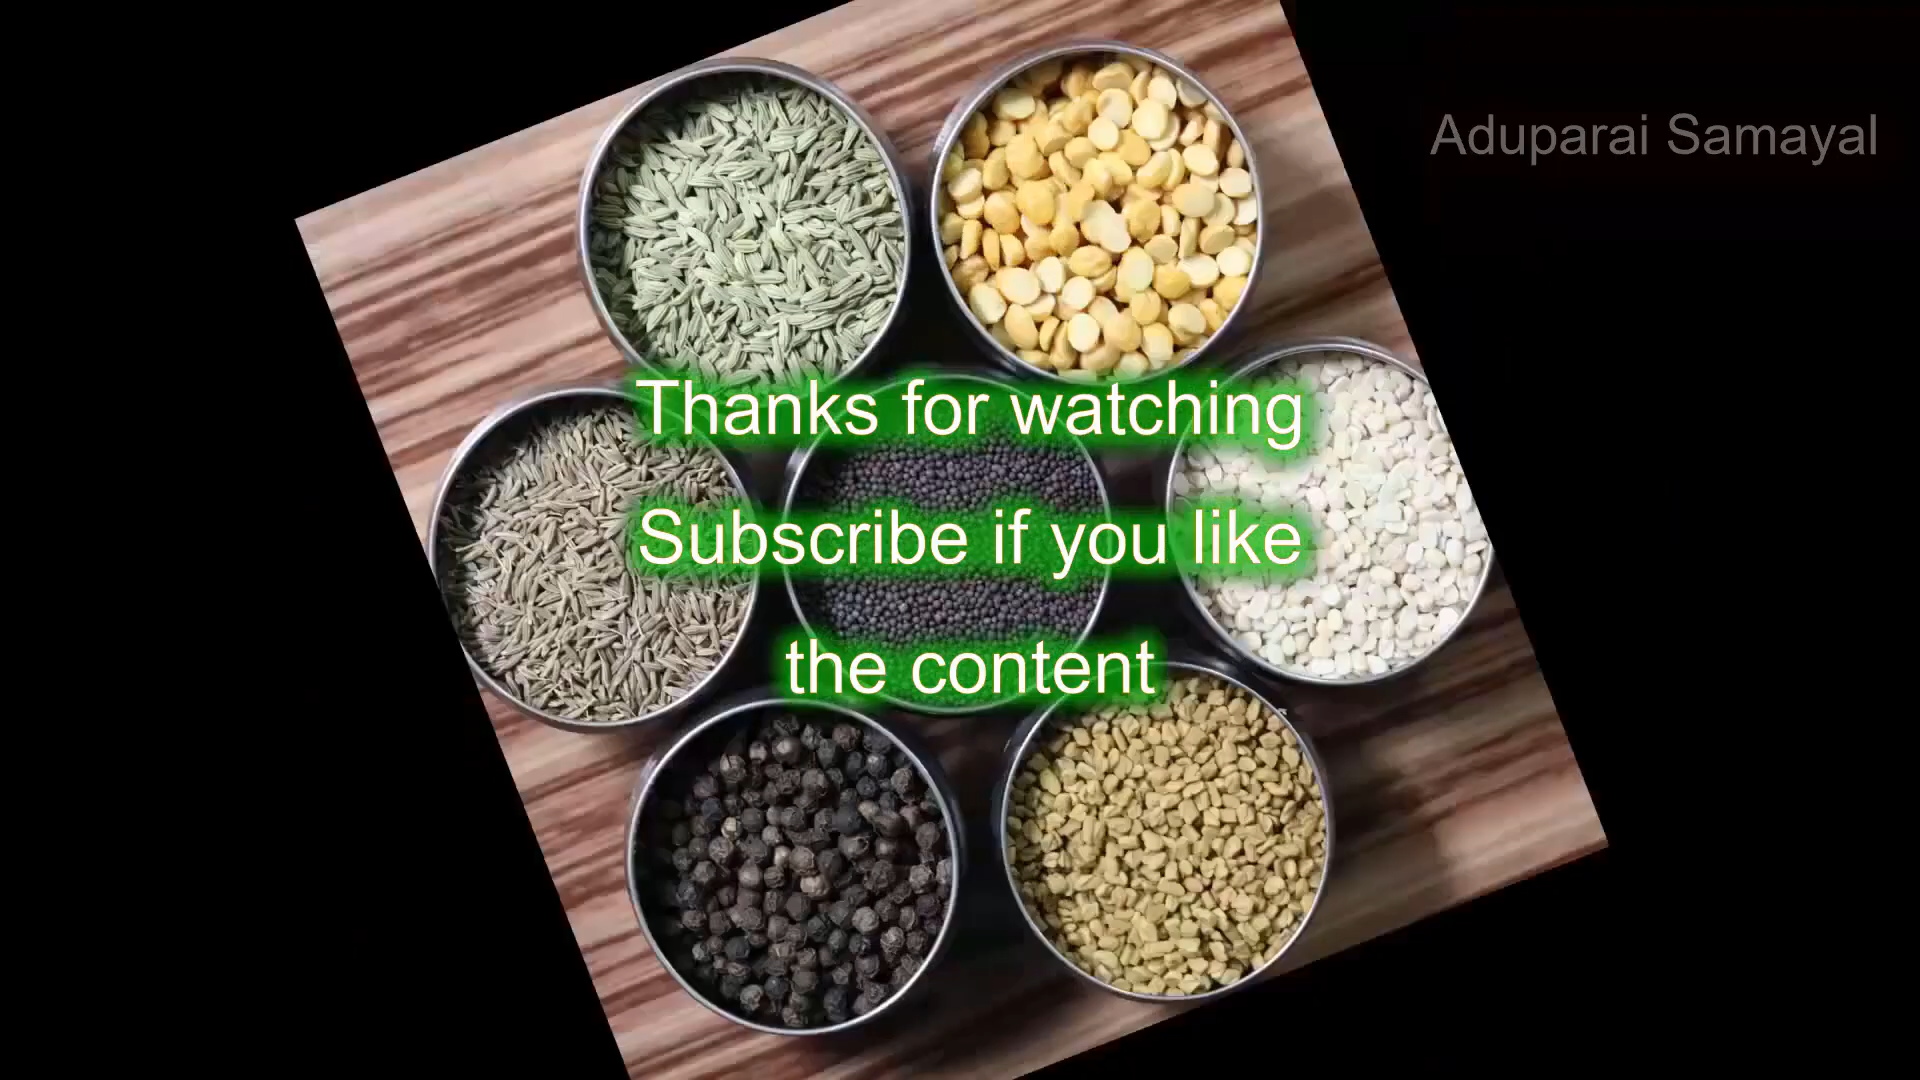 Aduparai Samayal
Thanks for watching
Subscribe if you like
the content